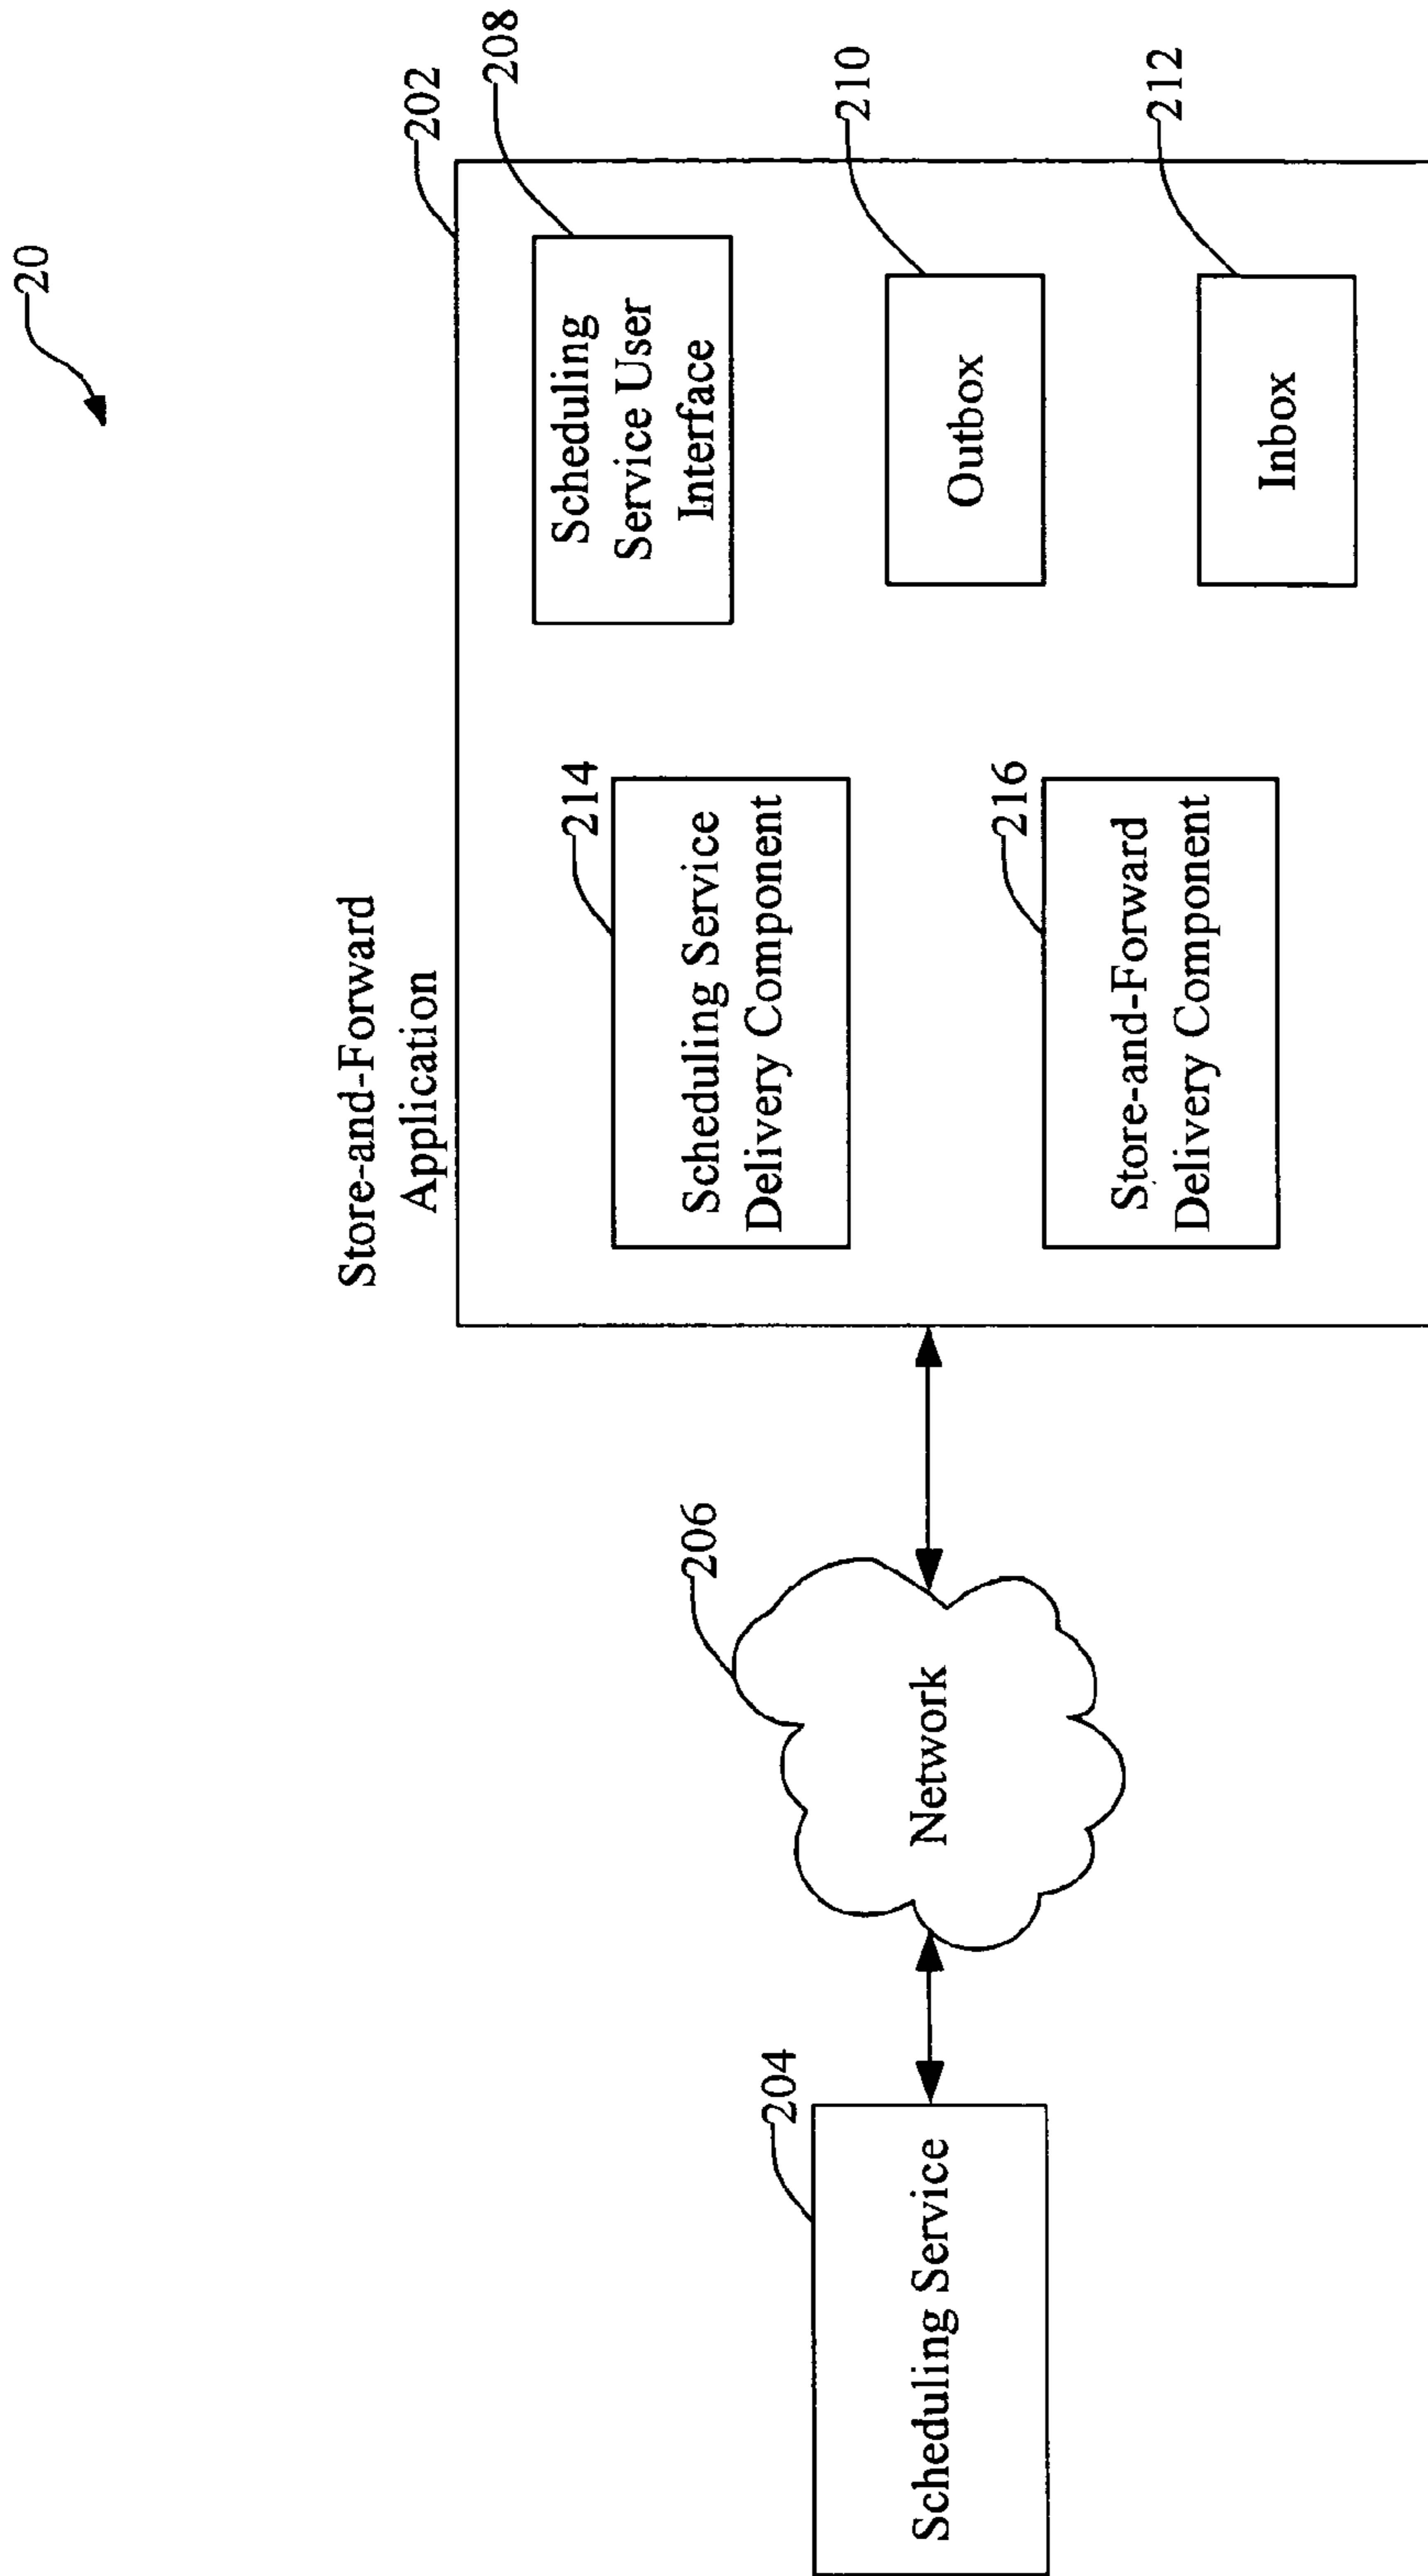 20
Store-and-Forward
Application
202
Scheduling
Service User
Interface
208
Outbox
210
Inbox
212
214
Scheduling Service
Delivery Component
216
Store-and-Forward
Delivery Component
206
Network
204
Scheduling Service